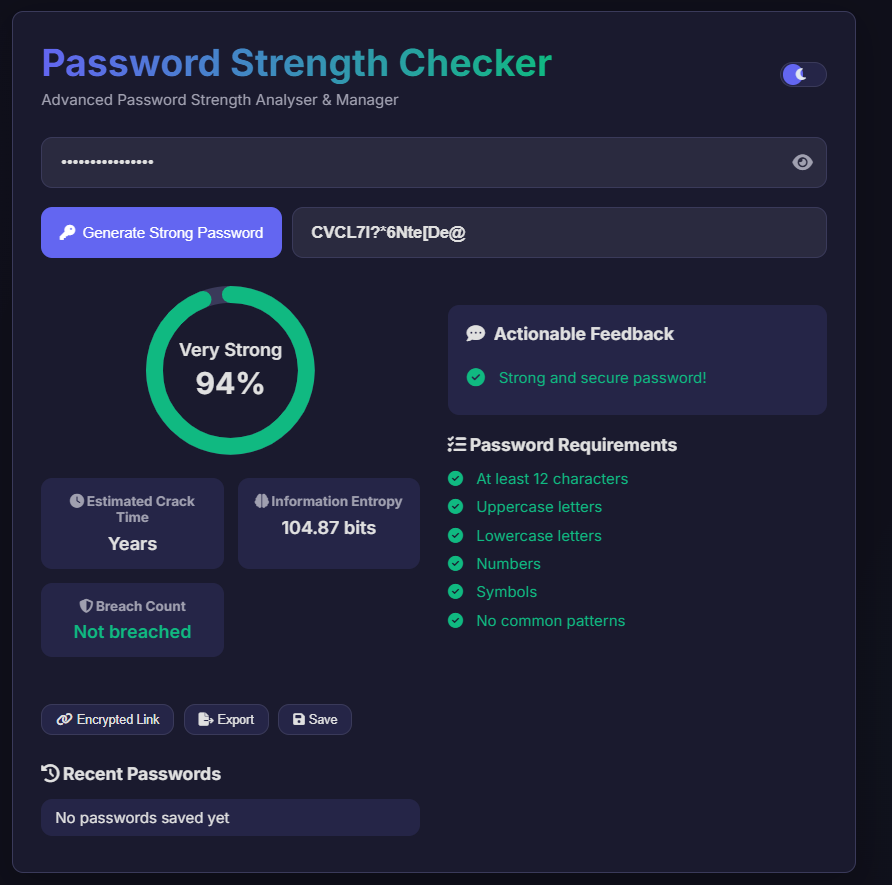 Password Strength Checker
Advanced Password Strength Analyser & Manager
••••••••••••••••
Generate Strong Password
CVCL7I?*6Nte[De@
Very Strong
94%
Actionable Feedback
Strong and secure password!
Password Requirements
At least 12 characters
Uppercase letters
Lowercase letters
Numbers
Symbols
No common patterns
Estimated Crack
Time
Years
Information Entropy
104.87 bits
Breach Count
Not breached
Encrypted Link
Export
Save
Recent Passwords
No passwords saved yet